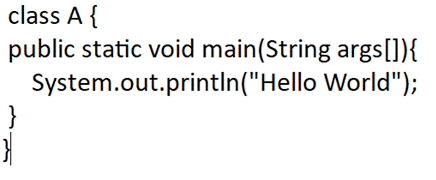 class A {
public static void main(String args[]){
System.out.println("Hello World");
}
}